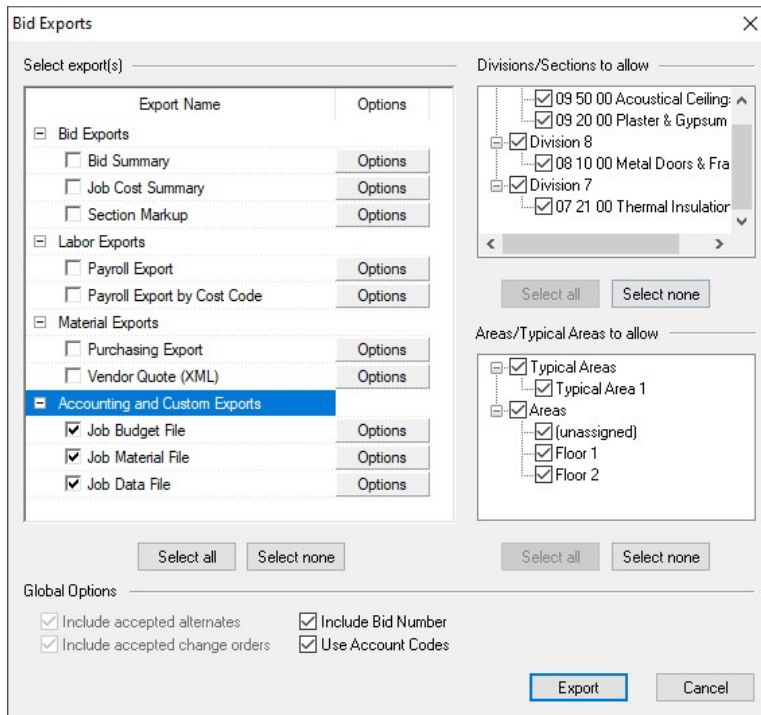 Bid Exports
Select export(s)
Export Name Options
Bid Exports
Bid Summary Options
Job Cost Summary Options
Section Markup Options
Labor Exports
Payroll Export Options
Payroll Export by Cost Code Options
Material Exports
Purchasing Export Options
Vendor Quote (XML) Options
Accounting and Custom Exports
Job Budget File Options
Job Material File Options
Job Data File Options
Select all Select none
Divisions/Sections to allow
09 50 00 Acoustical Ceiling:
09 20 00 Plaster & Gypsum
Division 8
08 10 00 Metal Doors & Fra
Division 7
07 21 00 Thermal Insulation
Select all Select none
Areas/Typical Areas to allow
Typical Areas
Typical Area 1
Areas
(unassigned)
Floor 1
Floor 2
Select all Select none
Global Options
Include accepted alternates Include Bid Number
Include accepted change orders Use Account Codes
Export Cancel